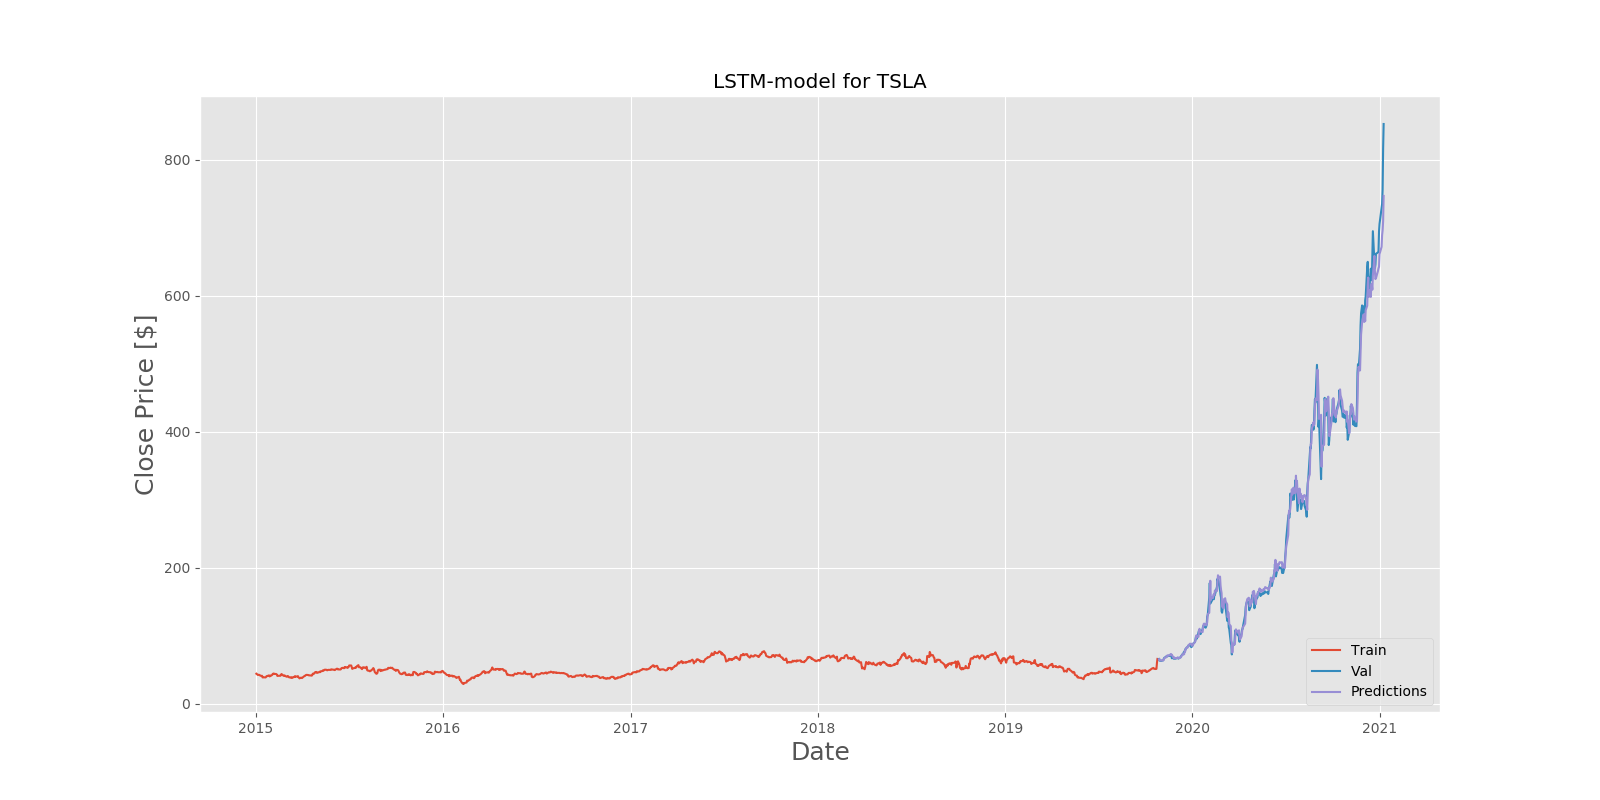 LSTM-model for TSLA
Close Price [$]
800
600
400
200
0
2015 2016 2017 2018 2019 2020 2021
Date
Train
Val
Predictions